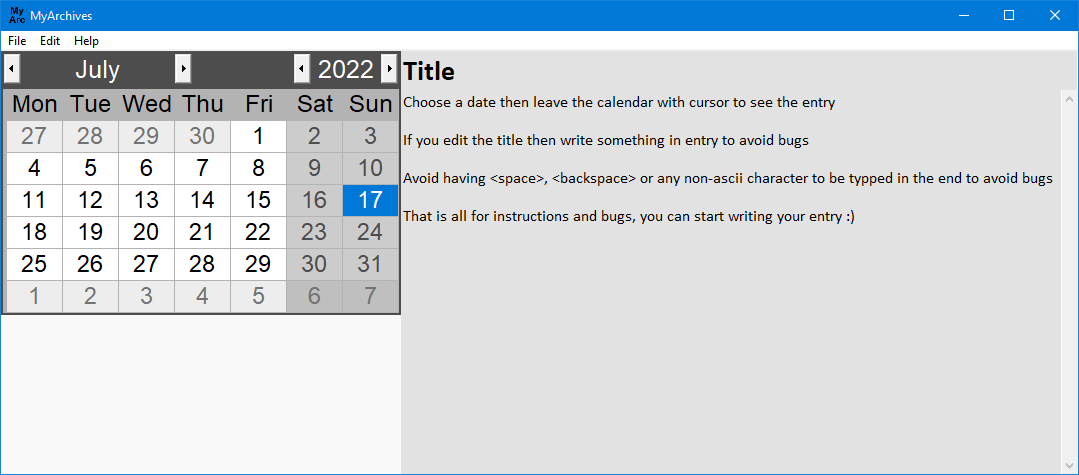 My
Arc
MyArchives
File Edit Help
July 2022
Mon Tue Wed Thu Fri Sat Sun
27 28 29 30 1 2 3
4 5 6 7 8 9 10
11 12 13 14 15 16 17
18 19 20 21 22 23 24
25 26 27 28 29 30 31
1 2 3 4 5 6 7
Title
Choose a date then leave the calendar with cursor to see the entry
If you edit the title then write something in entry to avoid bugs
Avoid having <space>, <backspace> or any non-ascii character to be typped in the end to avoid bugs
That is all for instructions and bugs, you can start writing your entry :)